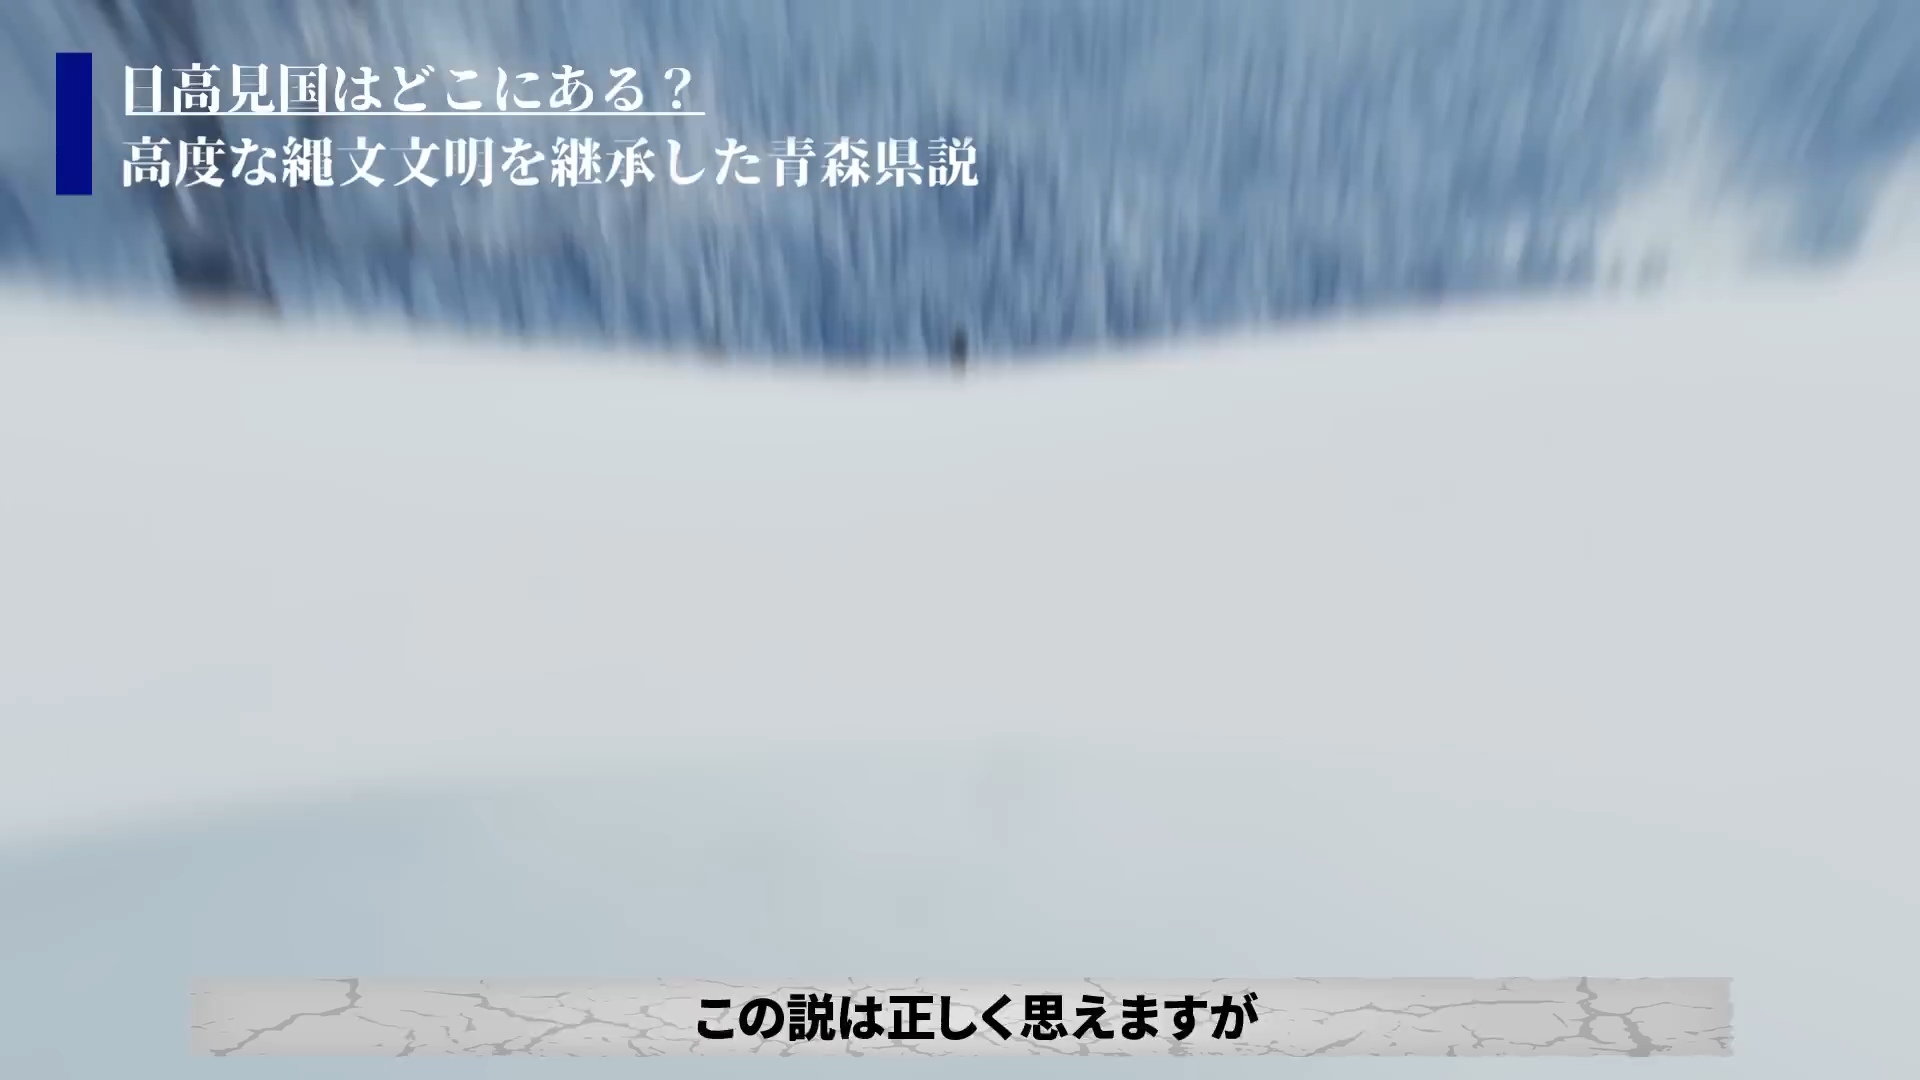 日高見国はどこにある？
高度な縄文文明を継承した青森県説
この説は正しく思えますが